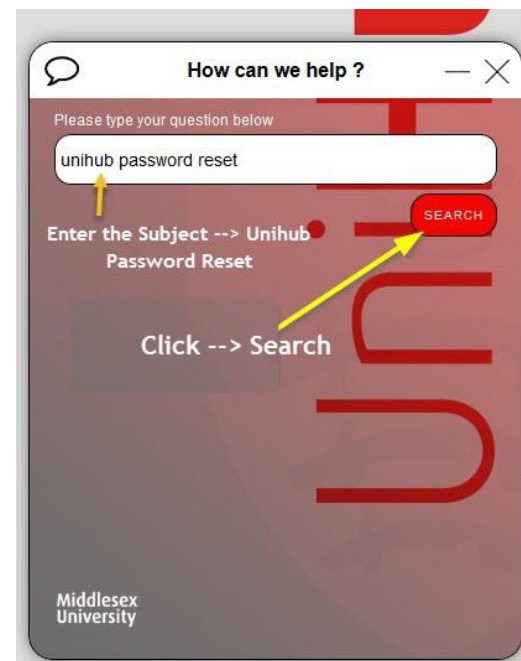 How can we help ?
Please type your question below
unihub password reset
SEARCH
Enter the Subject --> Unihub
Password Reset
Click --> Search
UniH
Middlesex
University